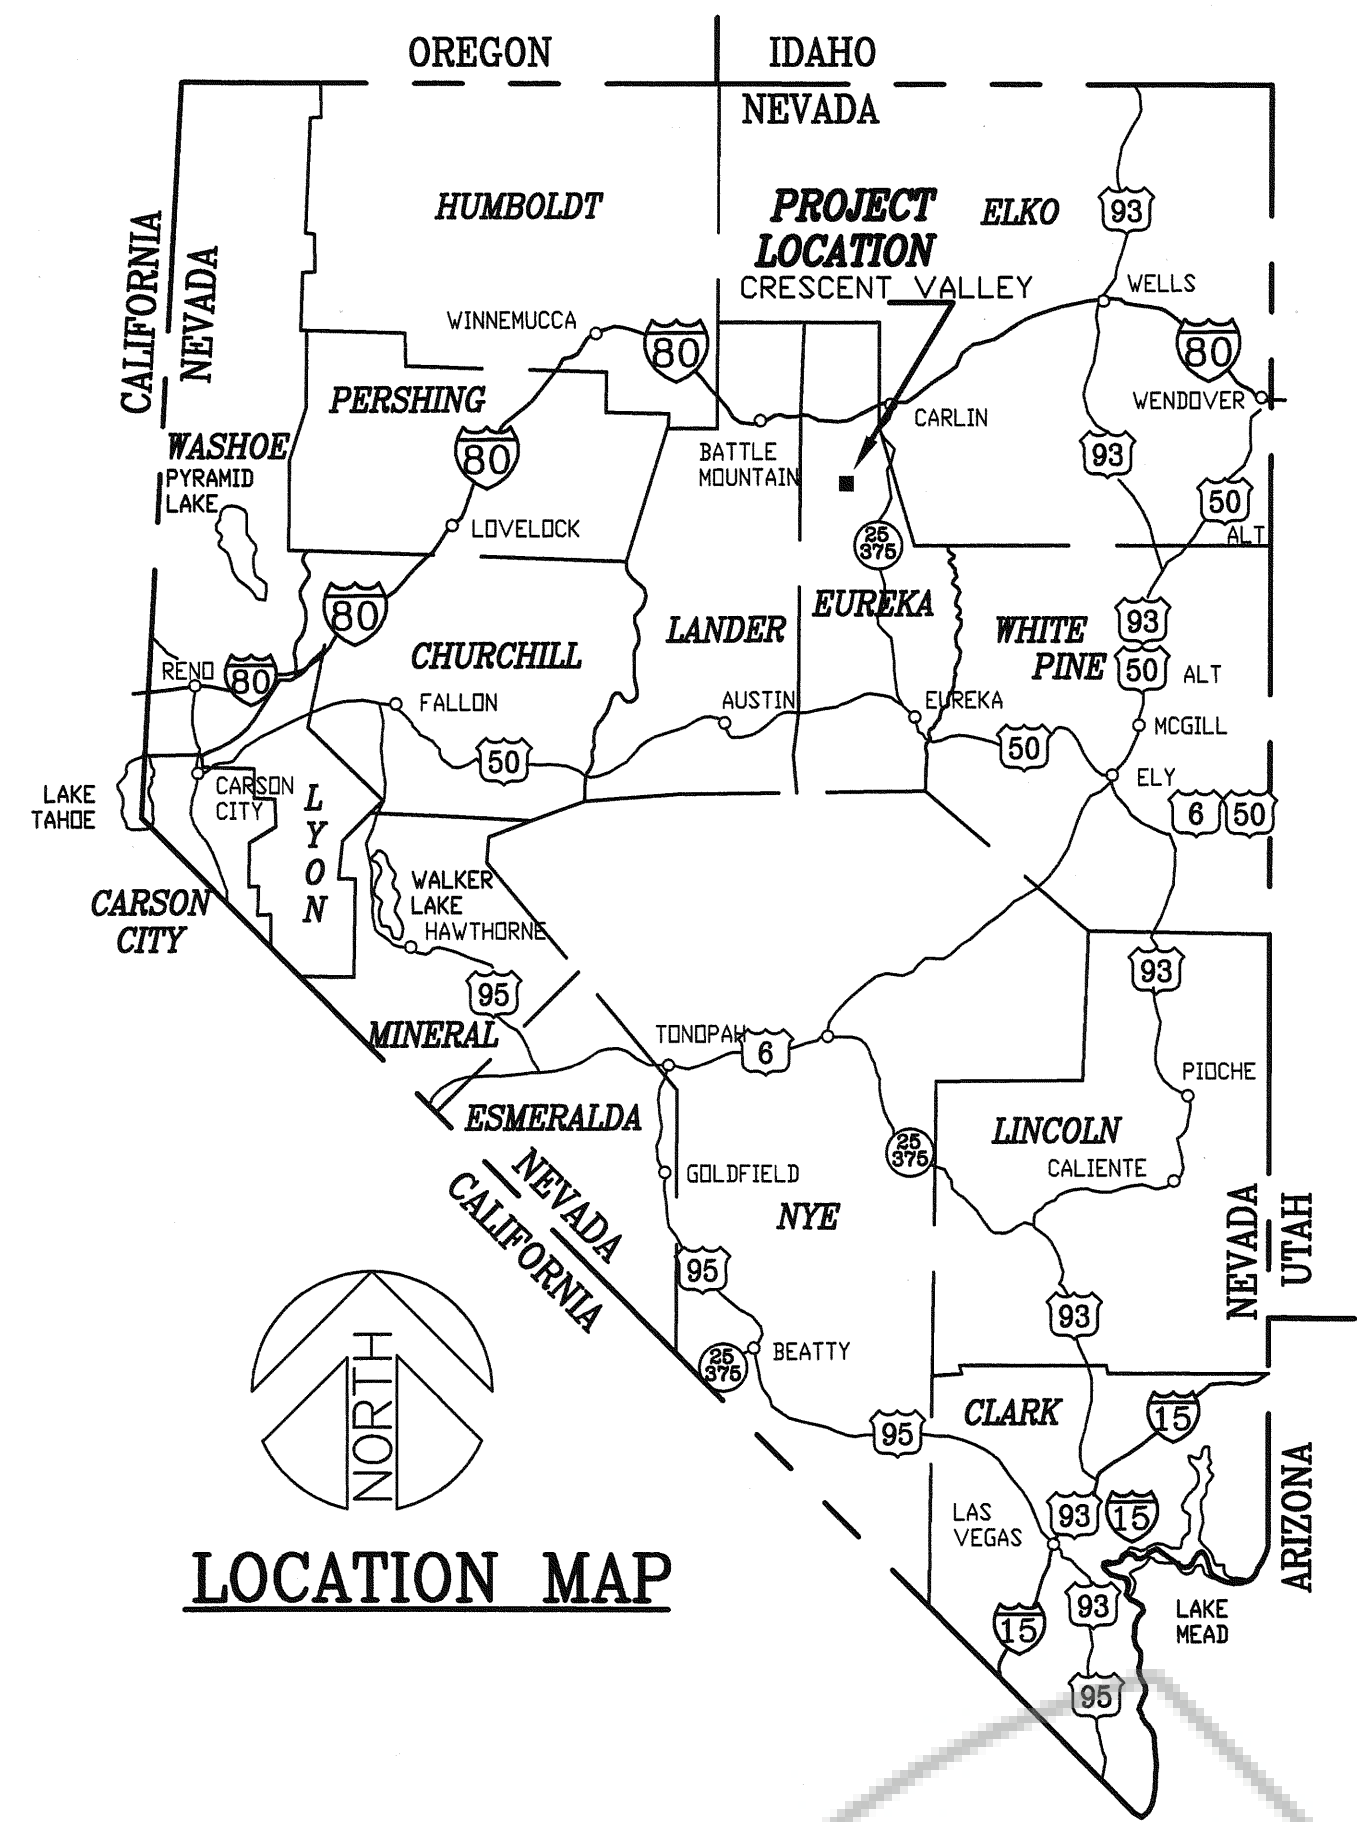 OREGON
IDAHO
NEVADA
HUMBOLDT
PROJECT
LOCATION
CRESCENT VALLEY
ELKO
93
CALIFORNIA
NEVADA
WELLS
WINNEMUCCA
80
80
PERSHING
WENDOVER
CARLIN
WASHOE
PYRAMID
LAKE
80
BATTLE
MOUNTAIN
93
50
ALT
LOVELOCK
25
375
80
EUREKA
LANDER
WHITE
PINE
93
50
ALT
CHURCHILL
RENO
80
FALLON
AUSTIN
EUREKA
MCGILL
50
50
ELY
LAKE
TAHOE
CARSON
CITY
LYON
6
50
CARSON
CITY
WALKER
LAKE
HAWTHORNE
95
93
MINERAL
TONOPAH
6
PIOCHE
ESMERALDA
LINCOLN
25
375
CALIENTE
NEVADA
CALIFORNIA
GOLDFIELD
NYE
NEVADA
UTAH
95
93
BEATTY
25
375
NORTH
CLARK
15
95
ARIZONA
LAS
VEGAS
93
15
LOCATION MAP
93
15
LAKE
MEAD
95